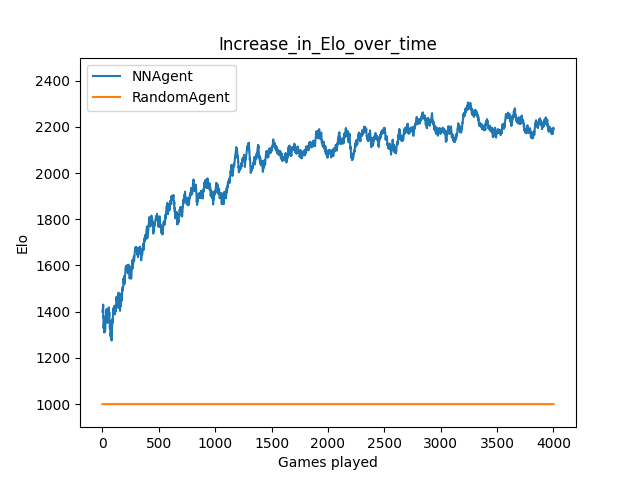 Increase_in_Elo_over_time
NNAgent
RandomAgent
2400
2200
2000
1800
1600
1400
1200
1000
Elo
0 500 1000 1500 2000 2500 3000 3500 4000
Games played